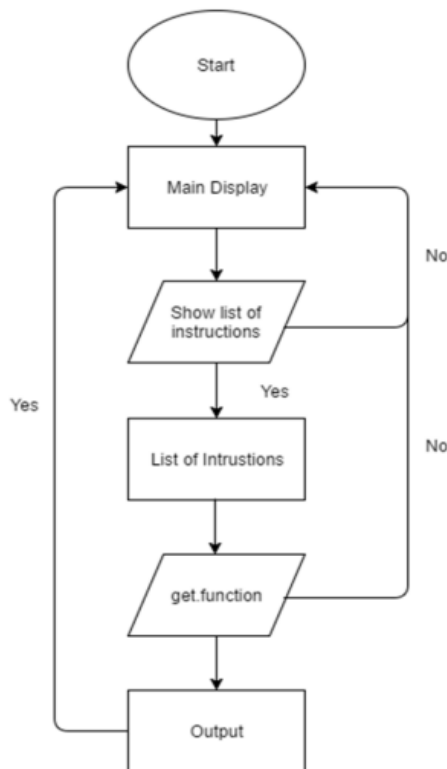 Start
Main Display
No
Show list of
instructions
Yes
Yes
List of Intrustions
No
get.function
Output